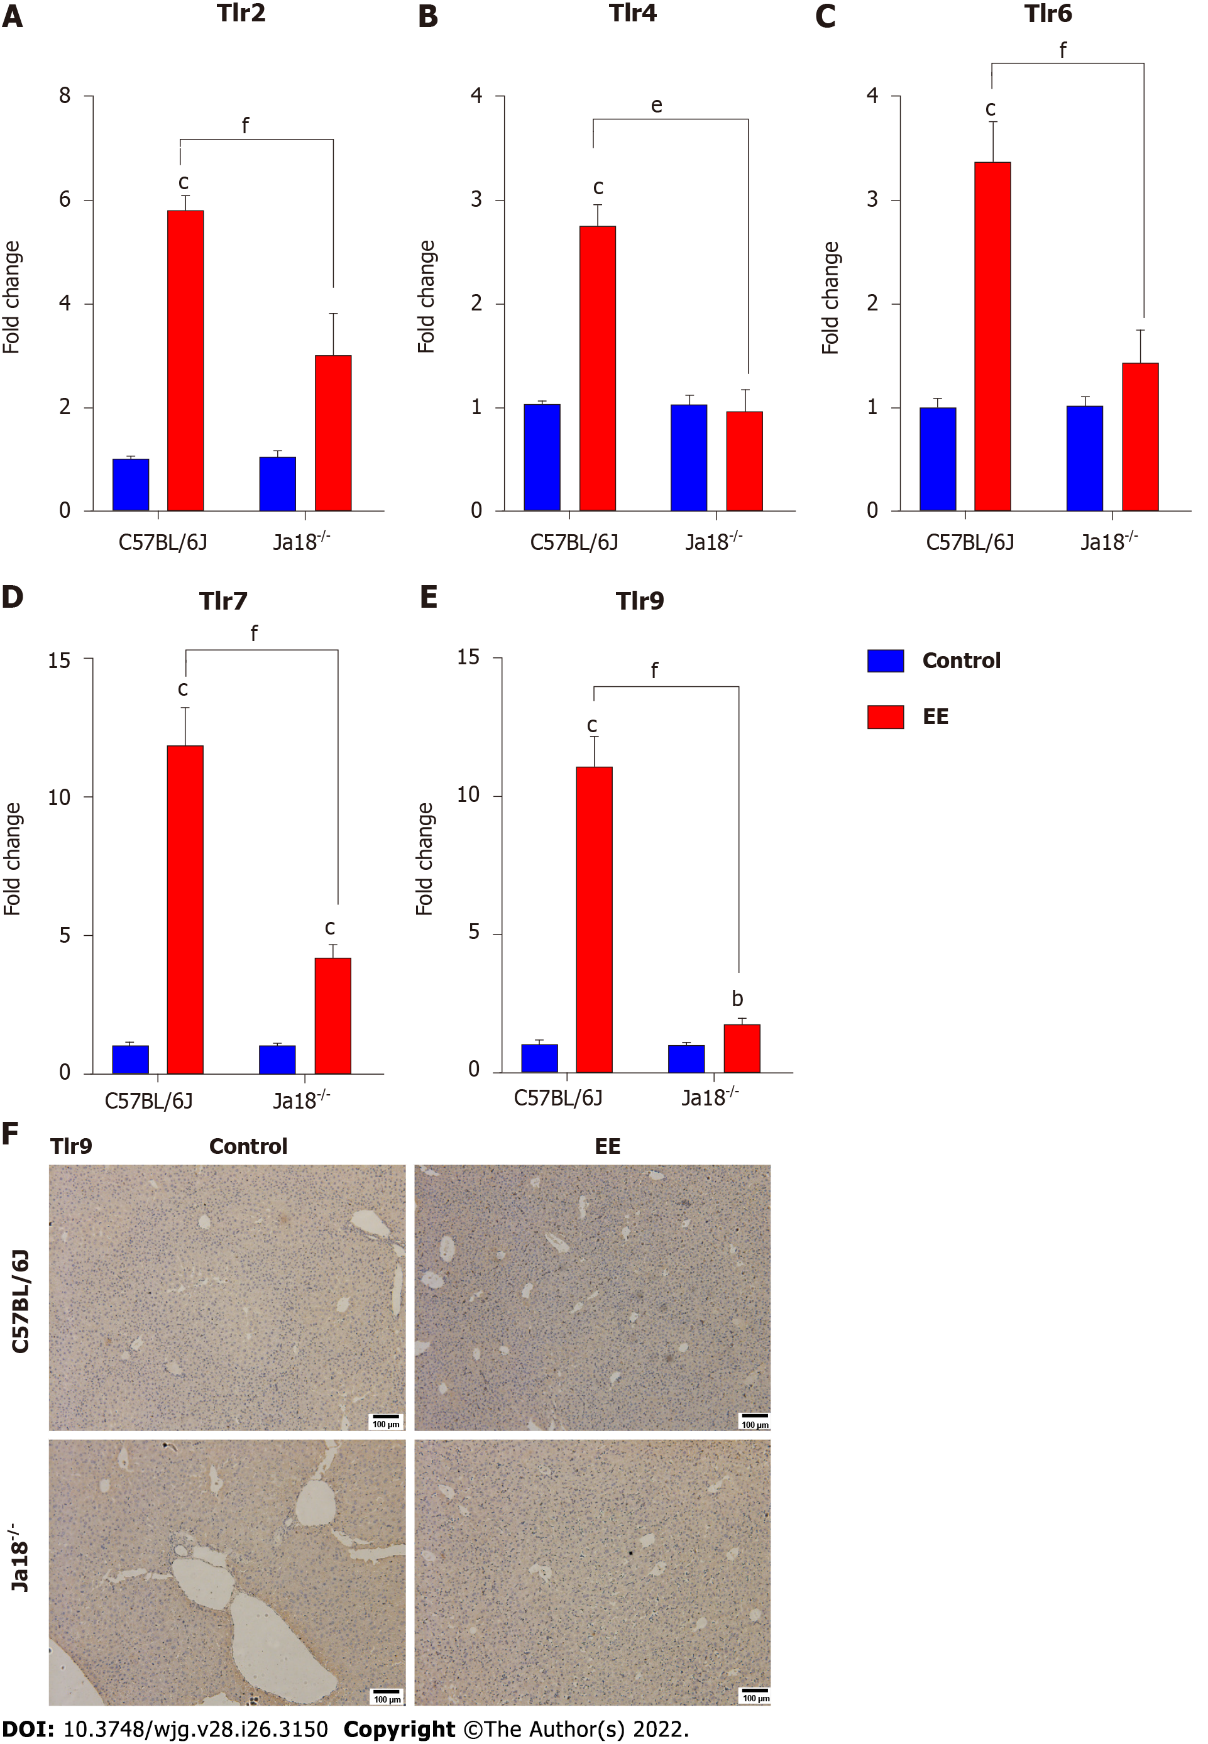 A Tlr2
8
6
4
2
0
Fold change
c
f
C57BL/6J Ja18-/-
B Tlr4
4
3
2
1
0
Fold change
c
e
C57BL/6J Ja18-/-
C Tlr6
4
3
2
1
0
Fold change
c
f
C57BL/6J Ja18-/-
D Tlr7
15
10
5
0
Fold change
c
f
c
C57BL/6J Ja18-/-
E Tlr9
15
10
5
0
Fold change
c
f
b
C57BL/6J Ja18-/-
Control
EE
F Tlr9 Control EE
C57BL/6J
100 µm
100 µm
Ja18-/-
100 µm
100 µm
DOI: 10.3748/wjg.v28.i26.3150 Copyright ©The Author(s) 2022.